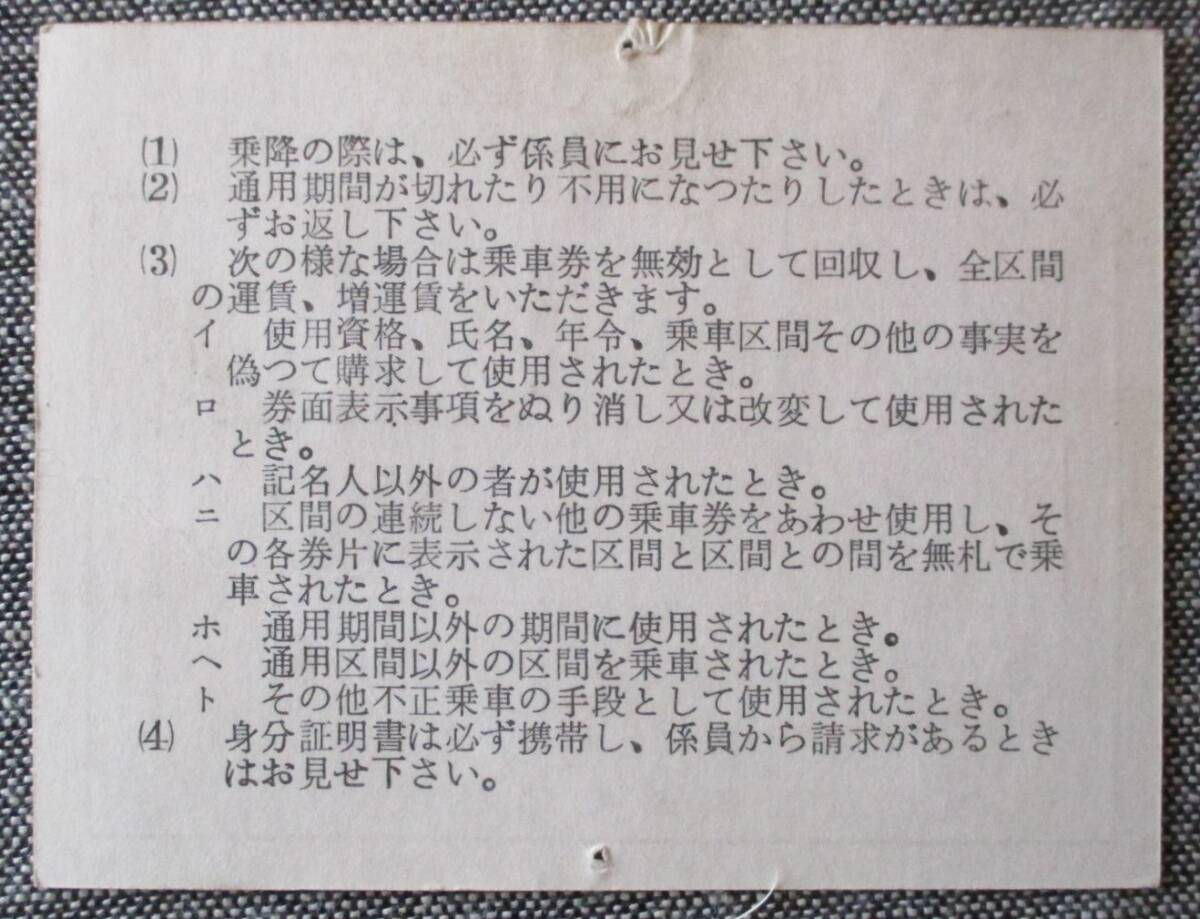 (1) 乗降の際は、必ず係員にお見せ下さい。
(2) 通用期間が切れたり不用になつたりしたときは、必
ずお返し下さい。
(3) 次の様な場合は乗車券を無効として回収し、全区間
の運賃、増運賃をいただきます。
イ 使用資格、氏名、年令、乗車区間その他の事実を
偽つて購求して使用されたとき。
ロ 券面表示事項をぬり消し又は改変して使用された
とき。
ハ 記名人以外の者が使用されたとき。
ニ 区間の連続しない他の乗車券をあわせ使用し、そ
の各券片に表示された区間と区間との間を無札で乗
車されたとき。
ホ 通用期間以外の期間に使用されたとき。
ヘ 通用区間以外の区間を乗車されたとき。
ト その他不正乗車の手段として使用されたとき。
(4) 身分証明書は必ず携帯し、係員から請求があるとき
はお見せ下さい。